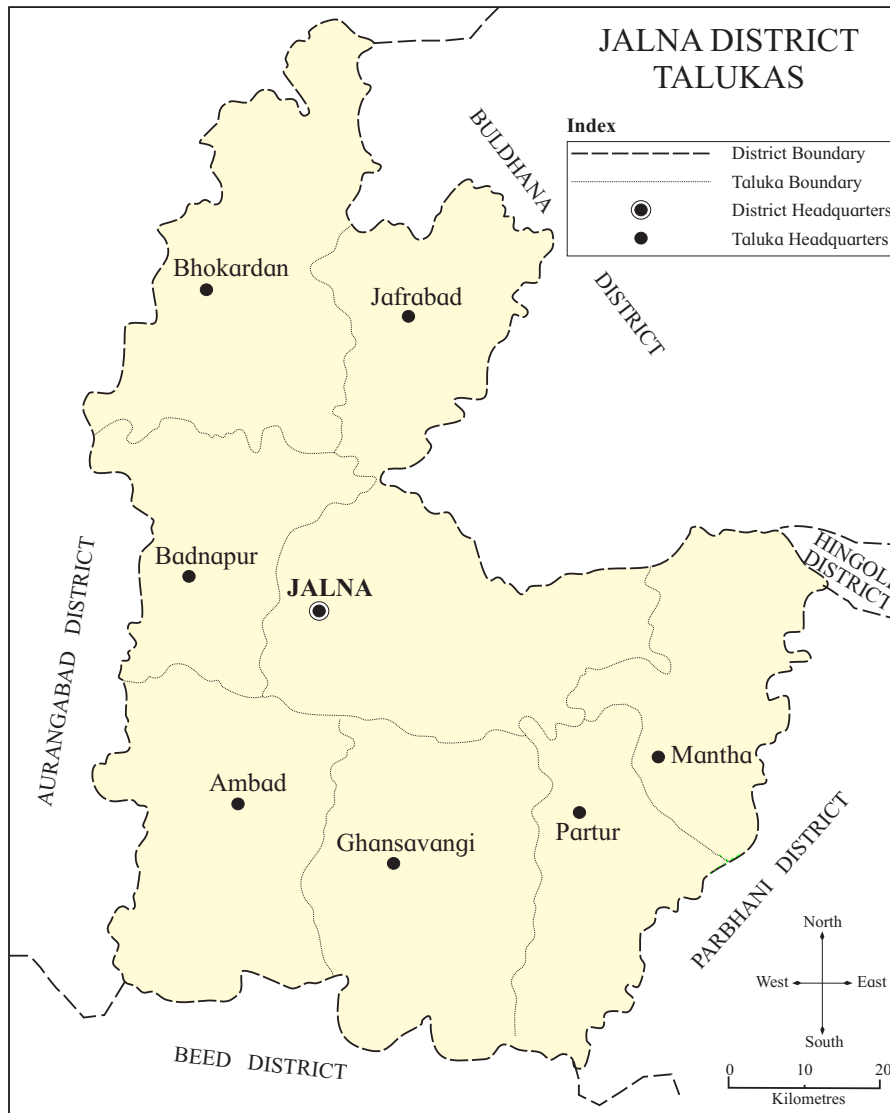 JALNA DISTRICT
TALUKAS
Index
District Boundary
Taluka Boundary
District Headquarters
Taluka Headquarters
BULDHANA
DISTRICT
Bhokardan
Jafrabad
HINGOLI
DISTRICT
Badnapur
JALNA
AURANGABAD DISTRICT
Mantha
Ambad
Partur
Ghansavangi
PARBHANI DISTRICT
BEED DISTRICT
North
West
East
South
0 10 20
Kilometres